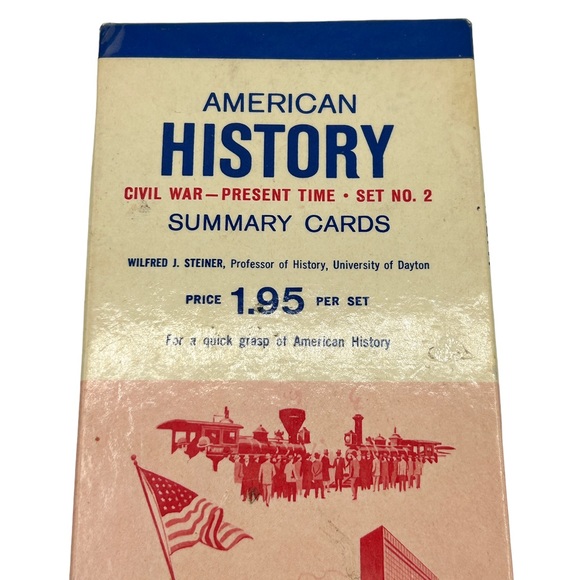 AMERICAN
HISTORY
CIVIL WAR—PRESENT TIME • SET NO. 2
SUMMARY CARDS
WILFRED J. STEINER, Professor of History, University of Dayton
PRICE 1.95 PER SET
For a quick grasp of American History